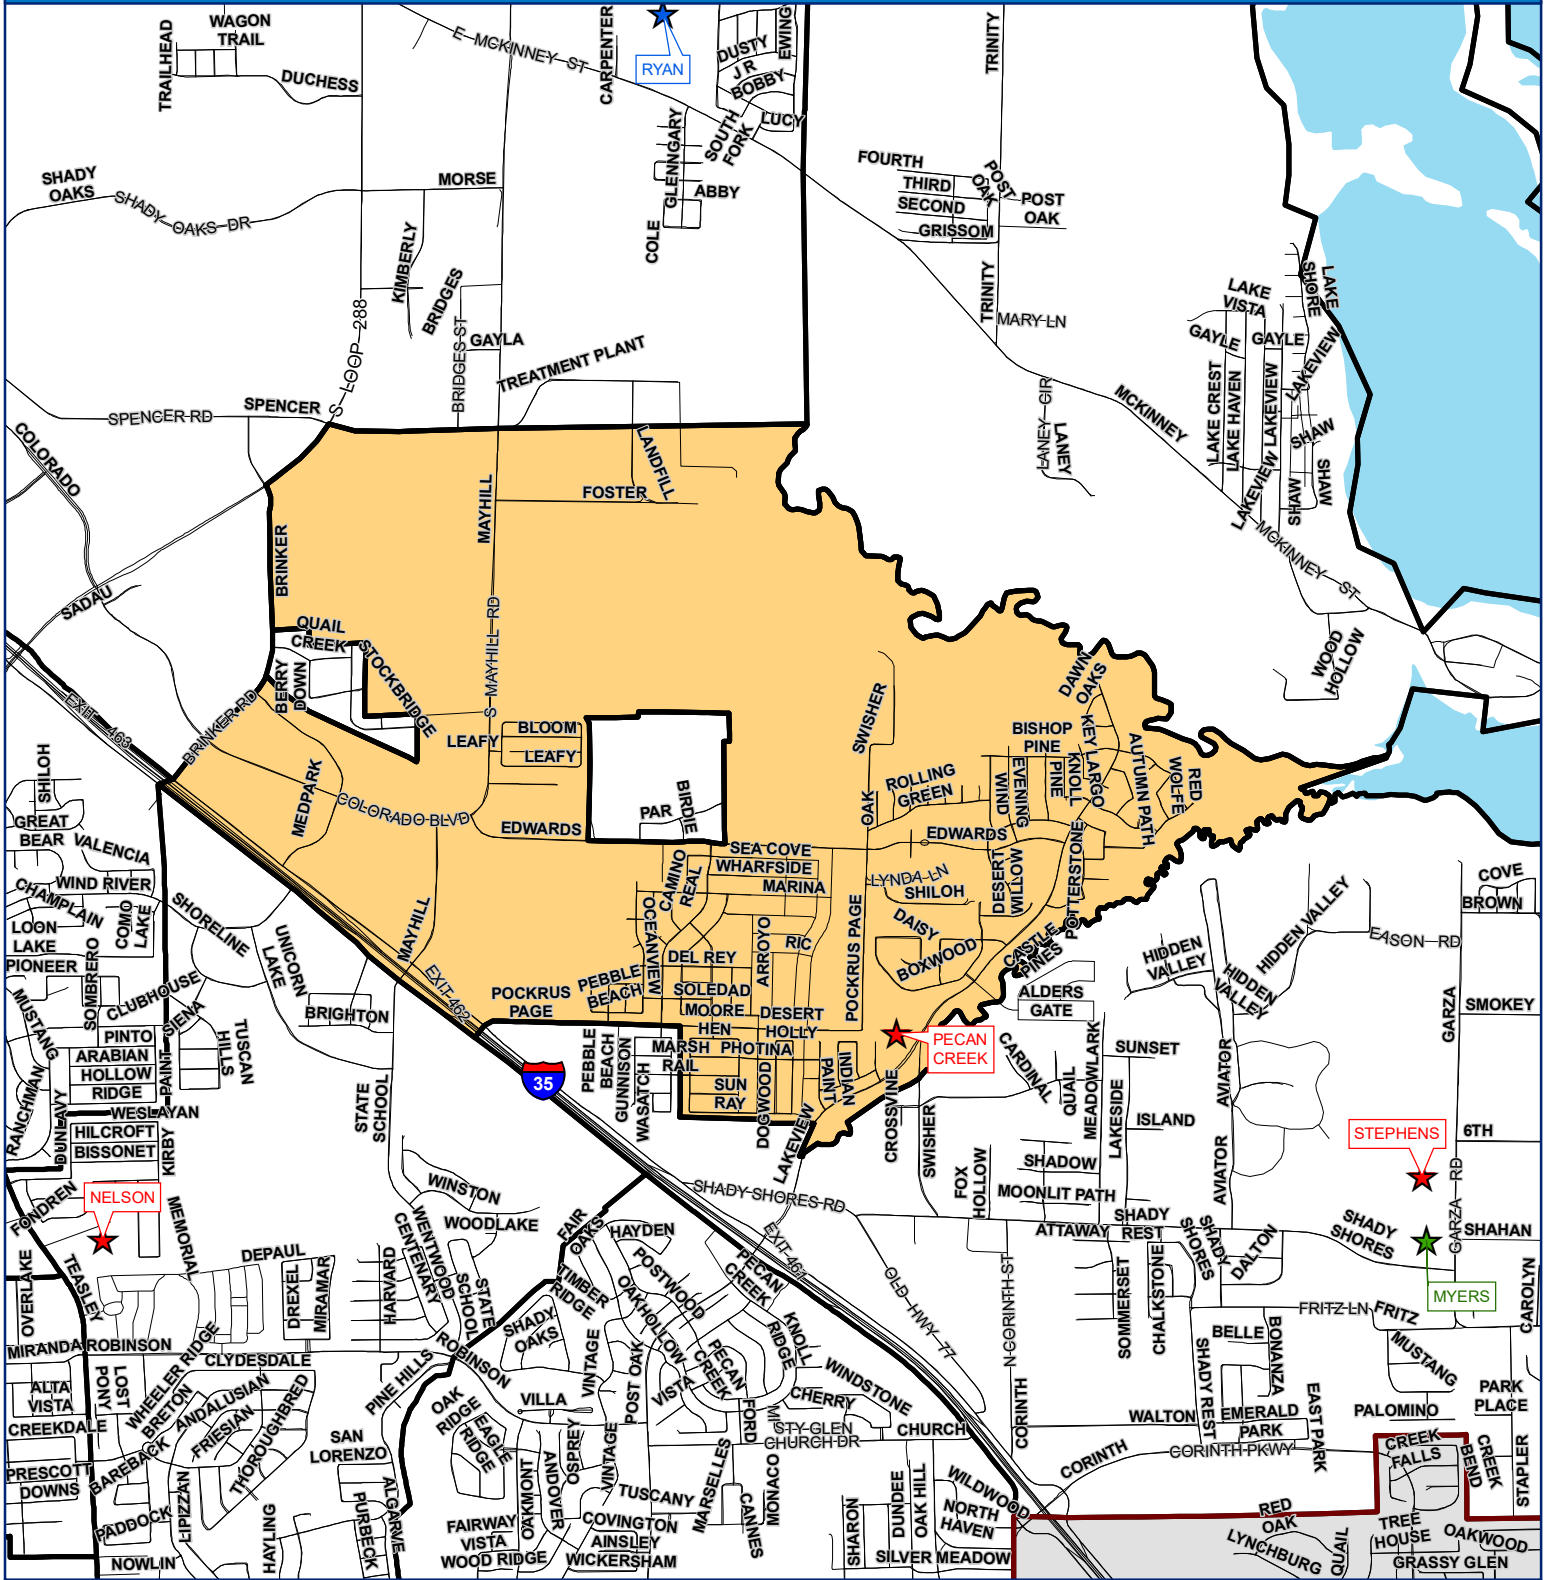 WAGON
TRAIL
TRAILHEAD
DUCHESS
E MCKINNEY ST
CARPENTER
RYAN
DUSTY
EWING
J R
BOBBY
LUCY
SOUTH
FORK
GLENNGARY
ABBY
COLE
TRINITY
FOURTH
THIRD
SECOND
GRISSOM
POST
OAK
POST
OAK
TRINITY
MARY LN
SHADY
OAKS
SHADY OAKS DR
MORSE
KIMBERLY
BRIDGES
BRIDGES ST
GAYLA
TREATMENT PLANT
S LOOP 288
SPENCER RD
SPENCER
COLORADO
LAKE
SHORE
LAKE
VISTA
GAYLE
GAYLE
LAKEVIEW
LAKE CREST
LAKE HAVEN
LAKEVIEW
SHAW
SHAW
SHAW
LAKEVIEW
MCKINNEY
LANEY CIR
LANEY
MCKINNEY ST
WOOD
HOLLOW
LANDFILL
FOSTER
MAYHILL
BRINKER
SADAU
QUAIL
CREEK
STOCKBRIDGE
BERRY
DOWN
S MAYHILL RD
BRINKER RD
EXIT 463
BLOOM
LEAFY
LEAFY
MEDPARK
COLORADO BLVD
EDWARDS
PAR
BIRDIE
SWISHER
DAWN
OAKS
BISHOP
PINE
KEY LARGO
AUTUMN PATH
RED
WOLFE
ROLLING
GREEN
WIND
EVENING
PINE
KNOLL
OAK
EDWARDS
SEA COVE
WHARFSIDE
MARINA
LYNDA LN
SHILOH
DESERT
WILLOW
POTTERSTONE
CAMINO
REAL
OCEANVIEW
DAISY
BOXWOOD
CASTLE
PINES
POCKRUS PAGE
ARROYO
RIC
DEL REY
SOLEDAD
MOORE
DESERT
HOLLY
HEN
PEBBLE
BEACH
POCKRUS
PAGE
MAYHILL
EXIT 462
SHILOH
GREAT
BEAR
VALENCIA
WIND RIVER
CHAMPLAIN
COMO
LAKE
LOON
LAKE
PIONEER
SHORELINE
SOMBRERO
CLUBHOUSE
UNICORN
LAKE
BRIGHTON
MUSTANG
PINTO
SIENA
TUSCAN
HILLS
ARABIAN
HOLLOW
RIDGE
PAINT
RANCHMAN
DUNLAVY
WESLAYAN
HILCROFT
BISSONET
KIRBY
STATE
SCHOOL
35
PEBBLE
BEACH
GUNNISON
WASATCH
MARSH
RAIL
PHOTINA
SUN
RAY
DOGWOOD
INDIAN
PAINT
LAKEVIEW
CROSSVINE
SWISHER
PECAN
CREEK
ALDERS
GATE
CARDINAL
QUAIL
MEADOWLARK
SUNSET
LAKESIDE
ISLAND
HIDDEN
VALLEY
HIDDEN
VALLEY
HIDDEN VALLEY
AVIATOR
AVIATOR
COVE
BROWN
EASON RD
GARZA
SMOKEY
6TH
STEPHENS
GARZA RD
SHAHAN
MYERS
FOX
HOLLOW
SHADOW
MOONLIT PATH
ATTAWAY
SHADY
REST
SHADY
SHORES
DALTON
SHADY
SHORES
SHADY SHORES RD
FONDREN
NELSON
MEMORIAL
WINSTON
WOODLAKE
FAIR
OAKS
HAYDEN
OVERLAKE
TEASLEY
DEPAUL
DREXEL
MIRAMAR
HARVARD
CENTENARY
WENTWOOD
STATE
SCHOOL
TIMBER
RIDGE
POSTWOOD
OAKHOLLOW
PECAN
CREEK
EXIT 461
OLD HWY 77
N CORINTH ST
SOMMERSET
CHALKSTONE
FRITZ LN
FRITZ
BELLE
BONANZA
SHADY REST
MUSTANG
CAROLYN
MIRANDA
ROBINSON
WHEELER RIDGE
CLYDESDALE
ROBINSON
SHADY
OAKS
VINTAGE
POST OAK
VISTA
PECAN
CREEK
KNOLL
RIDGE
WINDSTONE
CHERRY
ALTA
VISTA
LOST
PONY
BRETON
ANDALUSIAN
FRIESIAN
THOROUGHBRED
PINE HILLS
OAK
RIDGE
EAGLE
RIDGE
VILLA
FORD
MISTY GLEN
CHURCH DR
CHURCH
CREEKDALE
BAREBACK
SAN
LORENZO
CORINTH
CORINTH
WALTON
EMERALD
PARK
EAST PARK
CORINTH PKWY
PALOMINO
PARK
PLACE
CREEK
FALLS
CREEK
BEND
STAPLER
PRESCOTT
DOWNS
LIPIZZAN
PADDOCK
NOWLIN
HAYLING
PURBECK
ALGARVE
OSPREY
VINTAGE
ANDOVER
OAKMONT
TUSCANY
MARSELLES
CANNES
MONACO
FAIRWAY
VISTA
WOOD RIDGE
COVINGTON
AINSLEY
WICKERSHAM
SHARON
DUNDEE
OAK HILL
WILDWOOD
NORTH
HAVEN
SILVER MEADOW
RED
OAK
LYNCHBURG
QUAIL
TREE
HOUSE
OAKWOOD
GRASSY GLEN